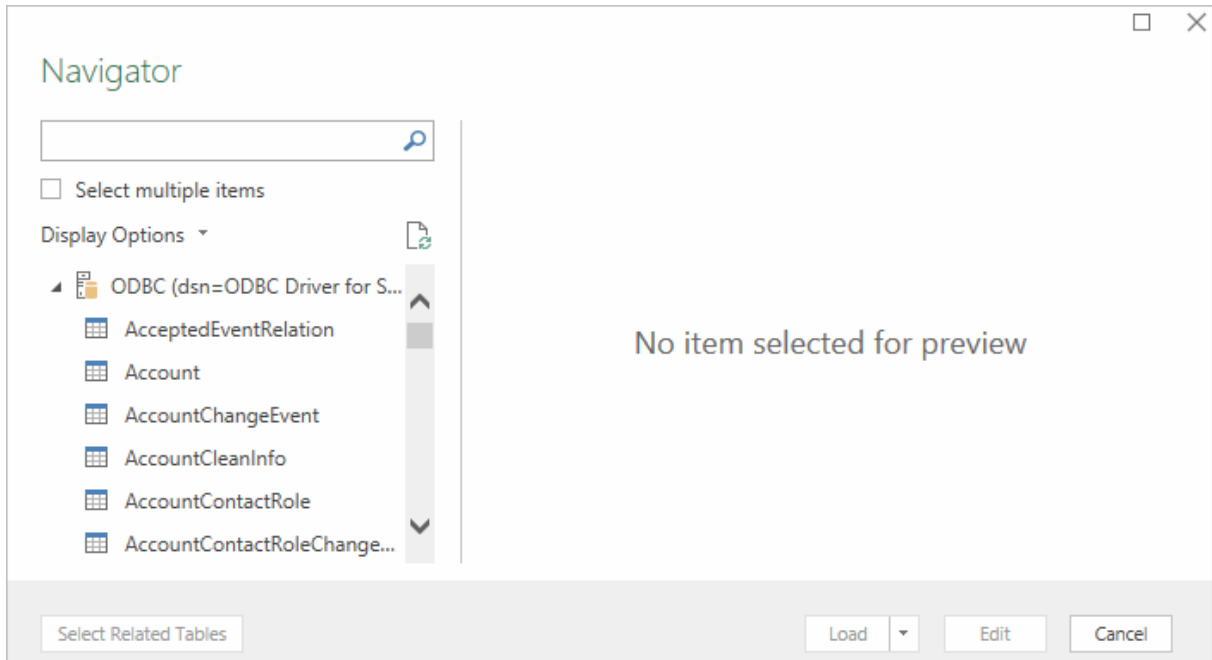 Navigator
Select multiple items
Display Options
ODBC (dsn=ODBC Driver for S...
AcceptedEventRelation
Account
AccountChangeEvent
AccountCleanInfo
AccountContactRole
AccountContactRoleChange...
No item selected for preview
Select Related Tables
Load
Edit
Cancel